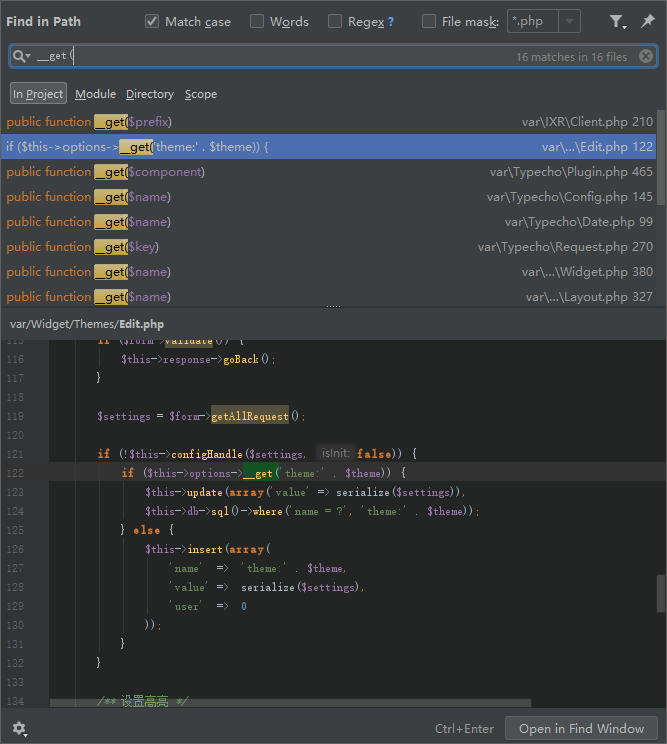 Find in Path Match case Words Regex ? File mask: *.php
__get( 16 matches in 16 files
In Project Module Directory Scope
public function __get($prefix) var\IXR\Client.php 210
if ($this->options->__get('theme:' . $theme)) { var\...\Edit.php 122
public function __get($component) var\Typecho\Plugin.php 465
public function __get($name) var\Typecho\Config.php 145
public function __get($name) var\Typecho\Date.php 99
public function __get($key) var\Typecho\Request.php 270
public function __get($name) var\...\Widget.php 380
public function __get($name) var\...\Layout.php 327
var/Widget/Themes/Edit.php
115 if ($form->validate()) {
116 $this->response->goBack();
117 }
118
119 $settings = $form->getAllRequest();
120
121 if (!$this->configHandle($settings, isInit: false)) {
122 if ($this->options->__get('theme:' . $theme)) {
123 $this->update(array('value' => serialize($settings)),
124 $this->db->sql()->where('name = ?', 'theme:' . $theme));
125 } else {
126 $this->insert(array(
127 'name' => 'theme:' . $theme,
128 'value' => serialize($settings),
129 'user' => 0
130 ));
131 }
132 }
133
134 /** 设置高亮 */
Ctrl+Enter Open in Find Window